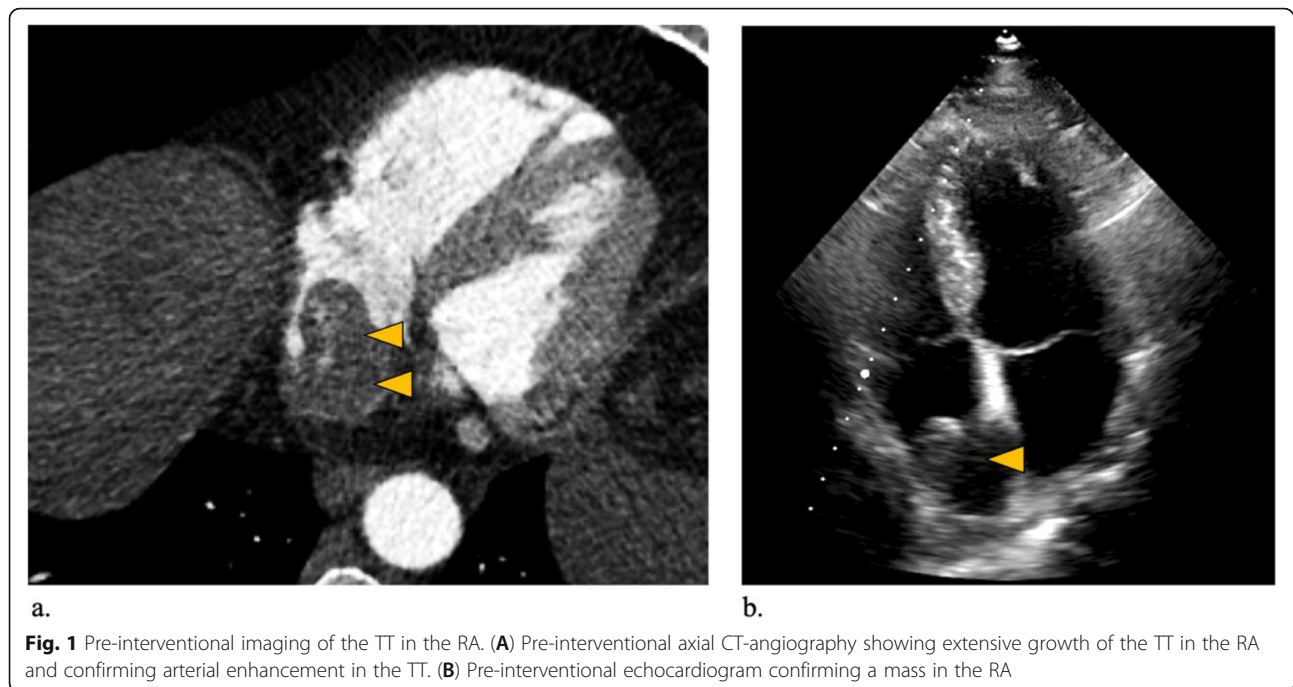 a.
b.
Fig. 1 Pre-interventional imaging of the TT in the RA. (A) Pre-interventional axial CT-angiography showing extensive growth of the TT in the RA
and confirming arterial enhancement in the TT. (B) Pre-interventional echocardiogram confirming a mass in the RA